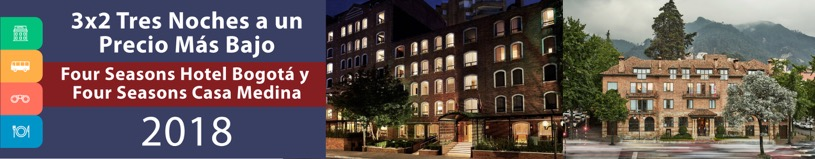 3x2 Tres Noches a un
Precio Más Bajo
Four Seasons Hotel Bogotá y
Four Seasons Casa Medina
2018